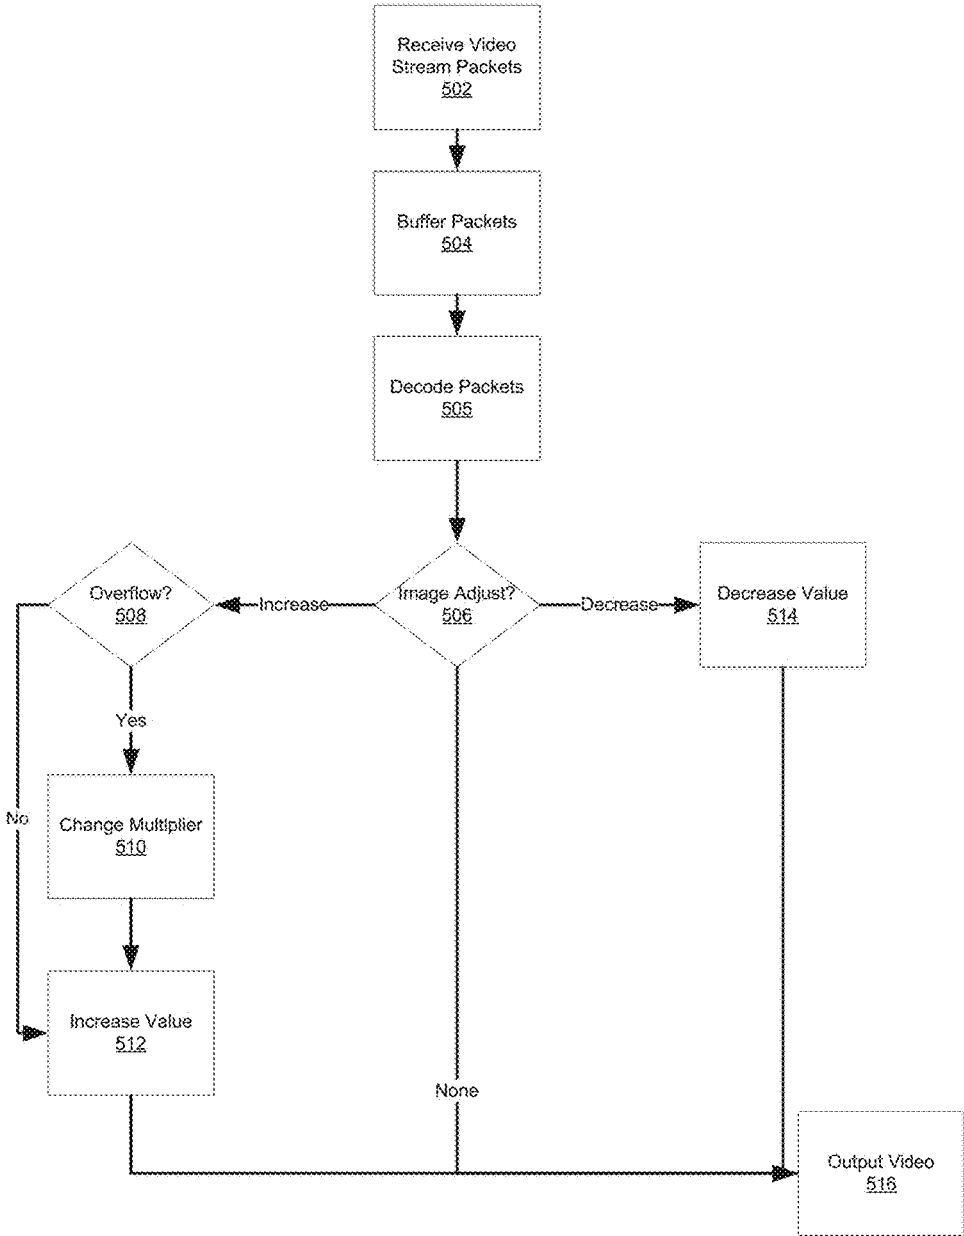 Receive Video
Stream Packets
502
Buffer Packets
504
Decode Packets
505
Overflow?
508
Increase
Image Adjust?
506
Decrease
Decrease Value
514
Yes
No
Change Multiplier
510
Increase Value
512
None
Output Video
516